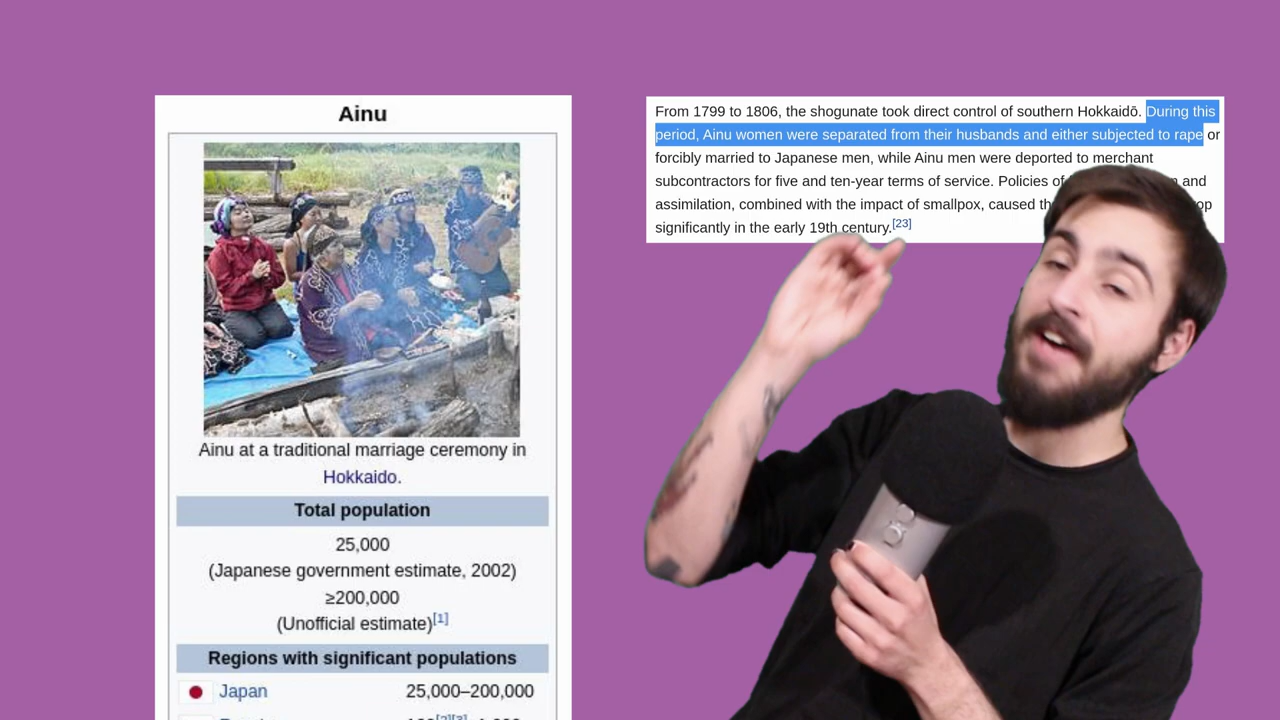 Ainu
Ainu at a traditional marriage ceremony in
Hokkaido.
Total population
25,000
(Japanese government estimate, 2002)
≥200,000
(Unofficial estimate)[1]
Regions with significant populations
Japan 25,000–200,000
From 1799 to 1806, the shogunate took direct control of southern Hokkaidō. During this
period, Ainu women were separated from their husbands and either subjected to rape or
forcibly married to Japanese men, while Ainu men were deported to merchant
subcontractors for five and ten-year terms of service. Policies of and
assimilation, combined with the impact of smallpox, caused
significantly in the early 19th century.[23]